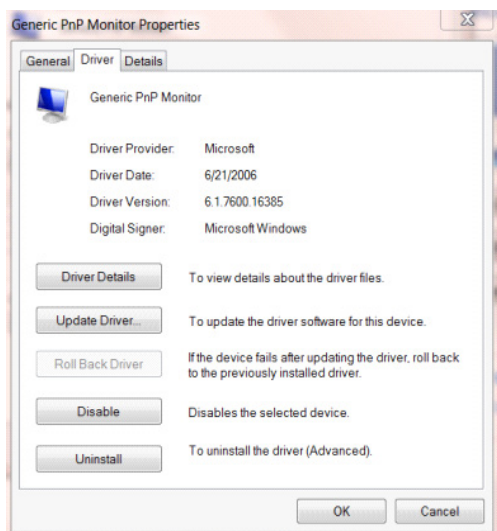 Generic PnP Monitor Properties
General Driver Details
Generic PnP Monitor
Driver Provider: Microsoft
Driver Date: 6/21/2006
Driver Version: 6.1.7600.16385
Digital Signer: Microsoft Windows
Driver Details To view details about the driver files.
Update Driver... To update the driver software for this device.
Roll Back Driver If the device fails after updating the driver, roll back
to the previously installed driver.
Disable Disables the selected device.
Uninstall To uninstall the driver (Advanced).
OK Cancel